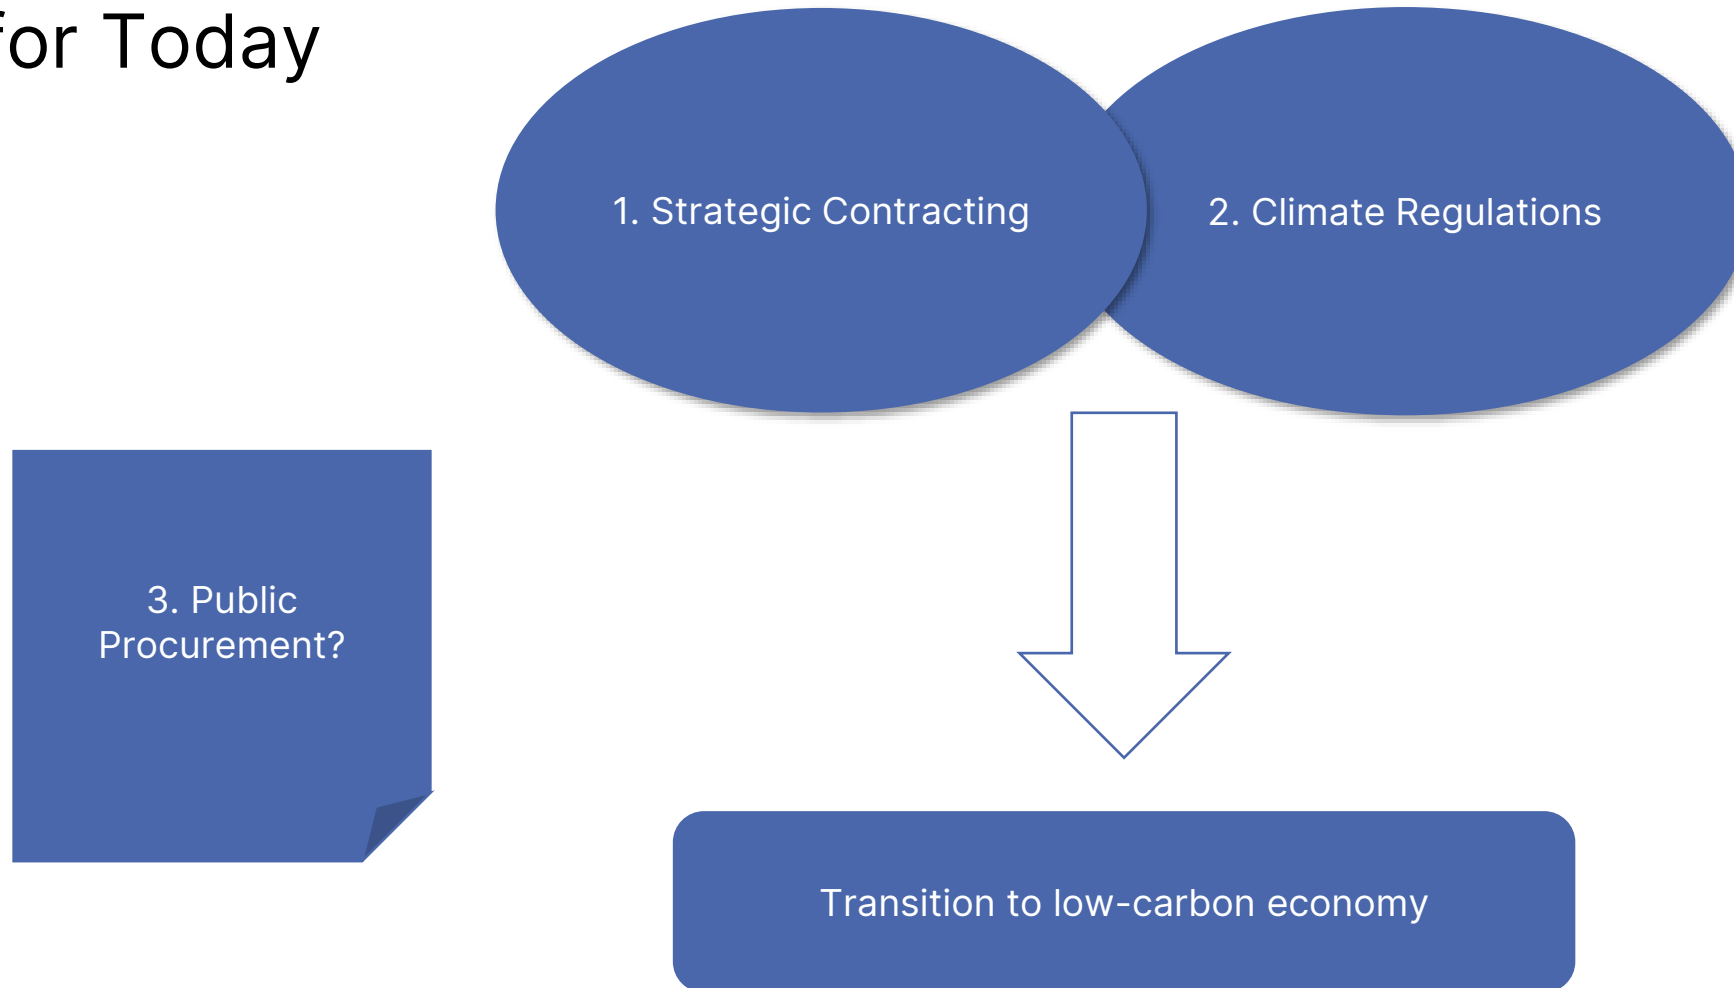 for Today
1. Strategic Contracting
2. Climate Regulations
3. Public
Procurement?
Transition to low-carbon economy